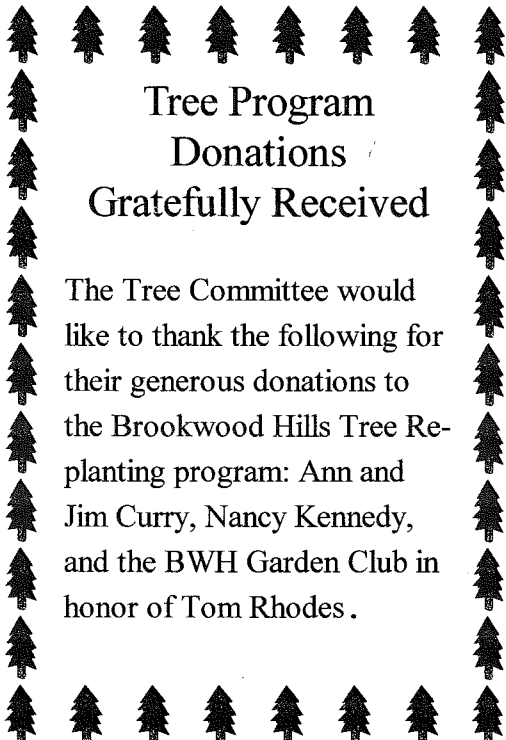 Tree Program
Donations
Gratefully Received
The Tree Committee would
like to thank the following for
their generous donations to
the Brookwood Hills Tree Re-
planting program: Ann and
Jim Curry, Nancy Kennedy,
and the BWH Garden Club in
honor of Tom Rhodes.